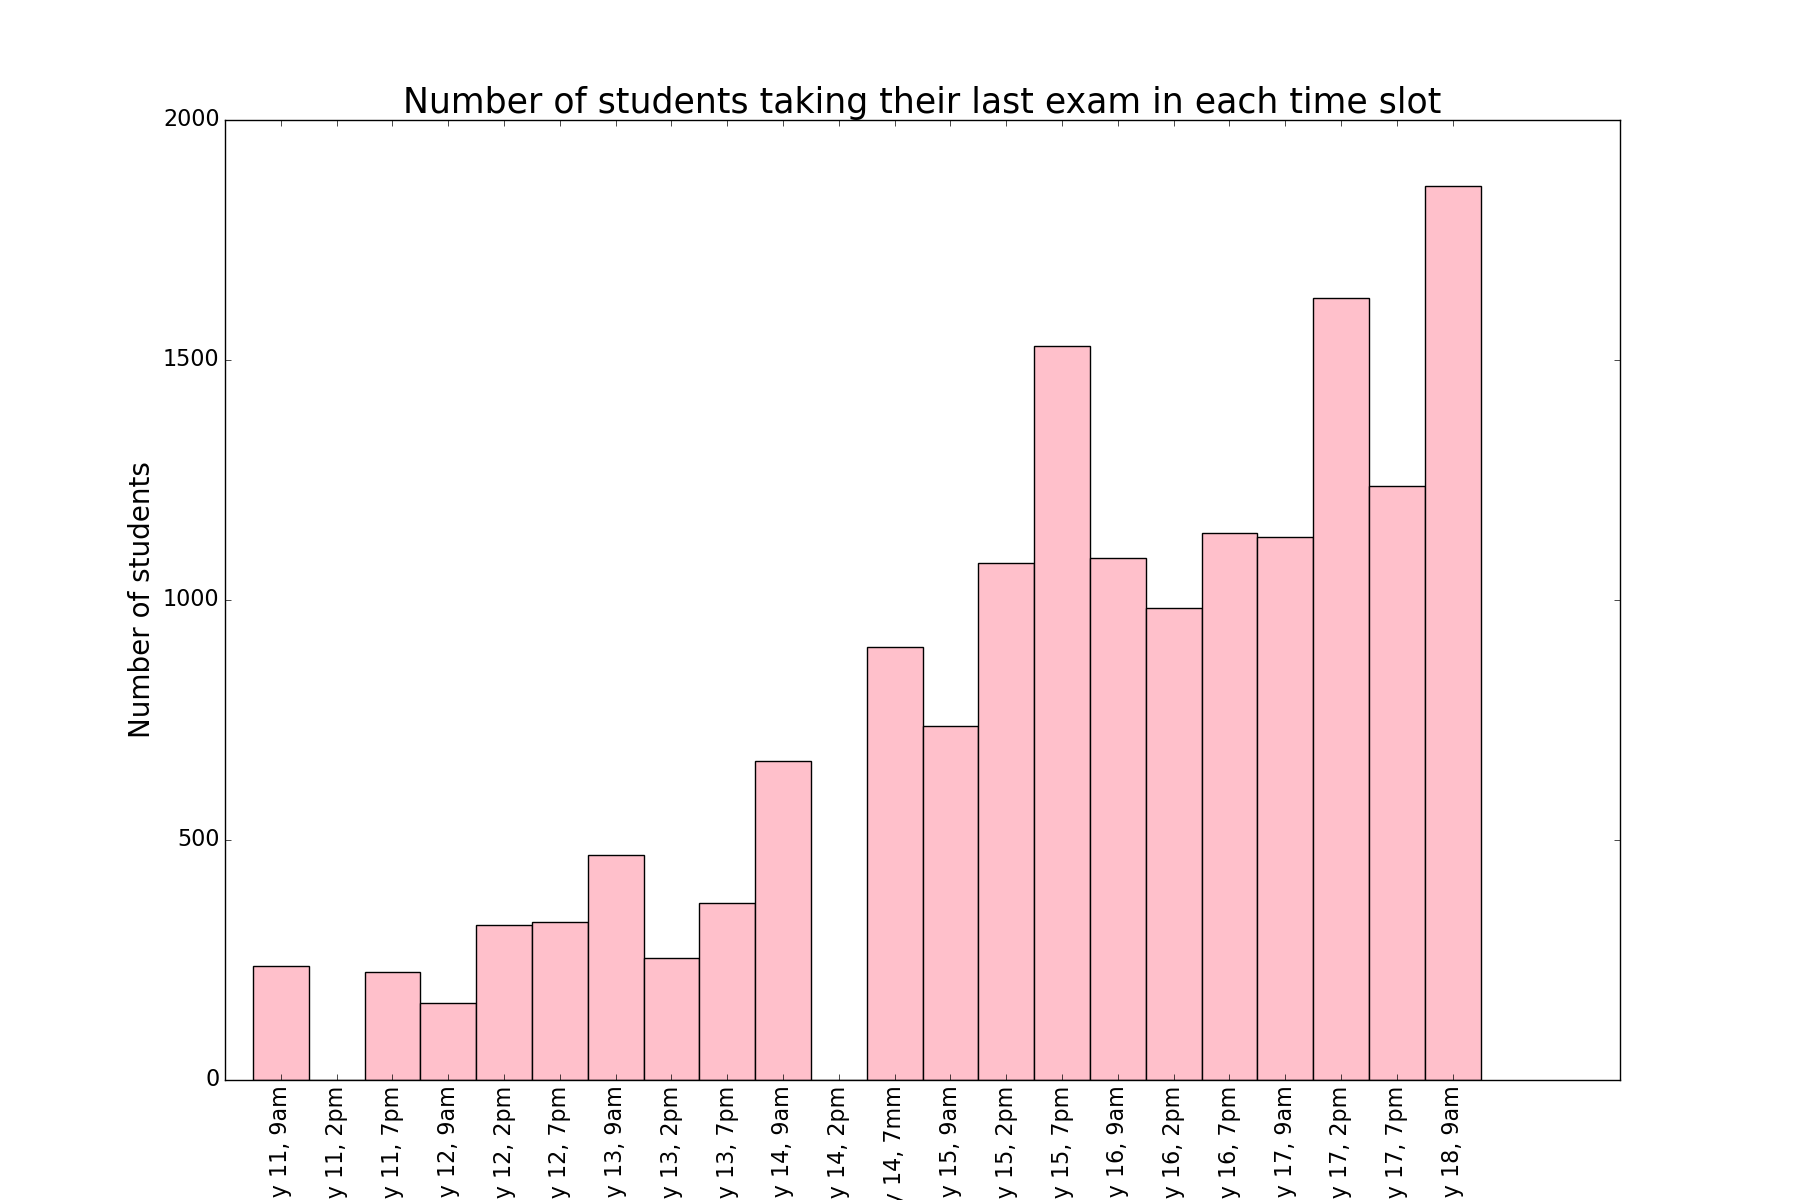 Number of students taking their last exam in each time slot
Number of students
2000
1500
1000
500
0
y 11, 9am
y 11, 2pm
y 11, 7pm
y 12, 9am
y 12, 2pm
y 12, 7pm
y 13, 9am
y 13, 2pm
y 13, 7pm
y 14, 9am
y 14, 2pm
y 14, 7mm
y 15, 9am
y 15, 2pm
y 15, 7pm
y 16, 9am
y 16, 2pm
y 16, 7pm
y 17, 9am
y 17, 2pm
y 17, 7pm
y 18, 9am